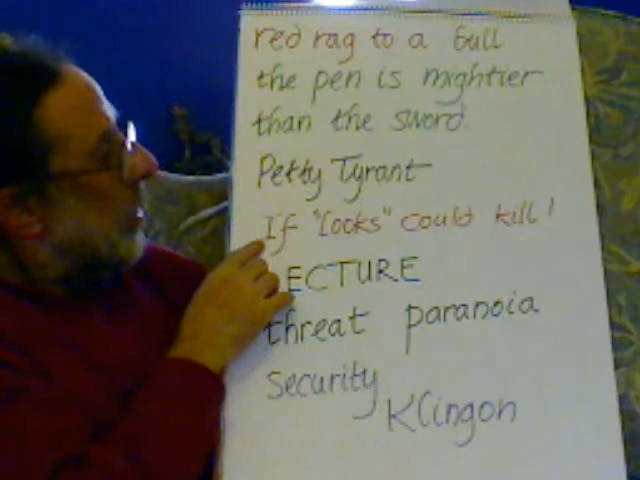 red rag to a bull
the pen is mightier
than the sword.
Petty Tyrant
If "looks" could kill!
LECTURE
threat paranoia
security
Klingon